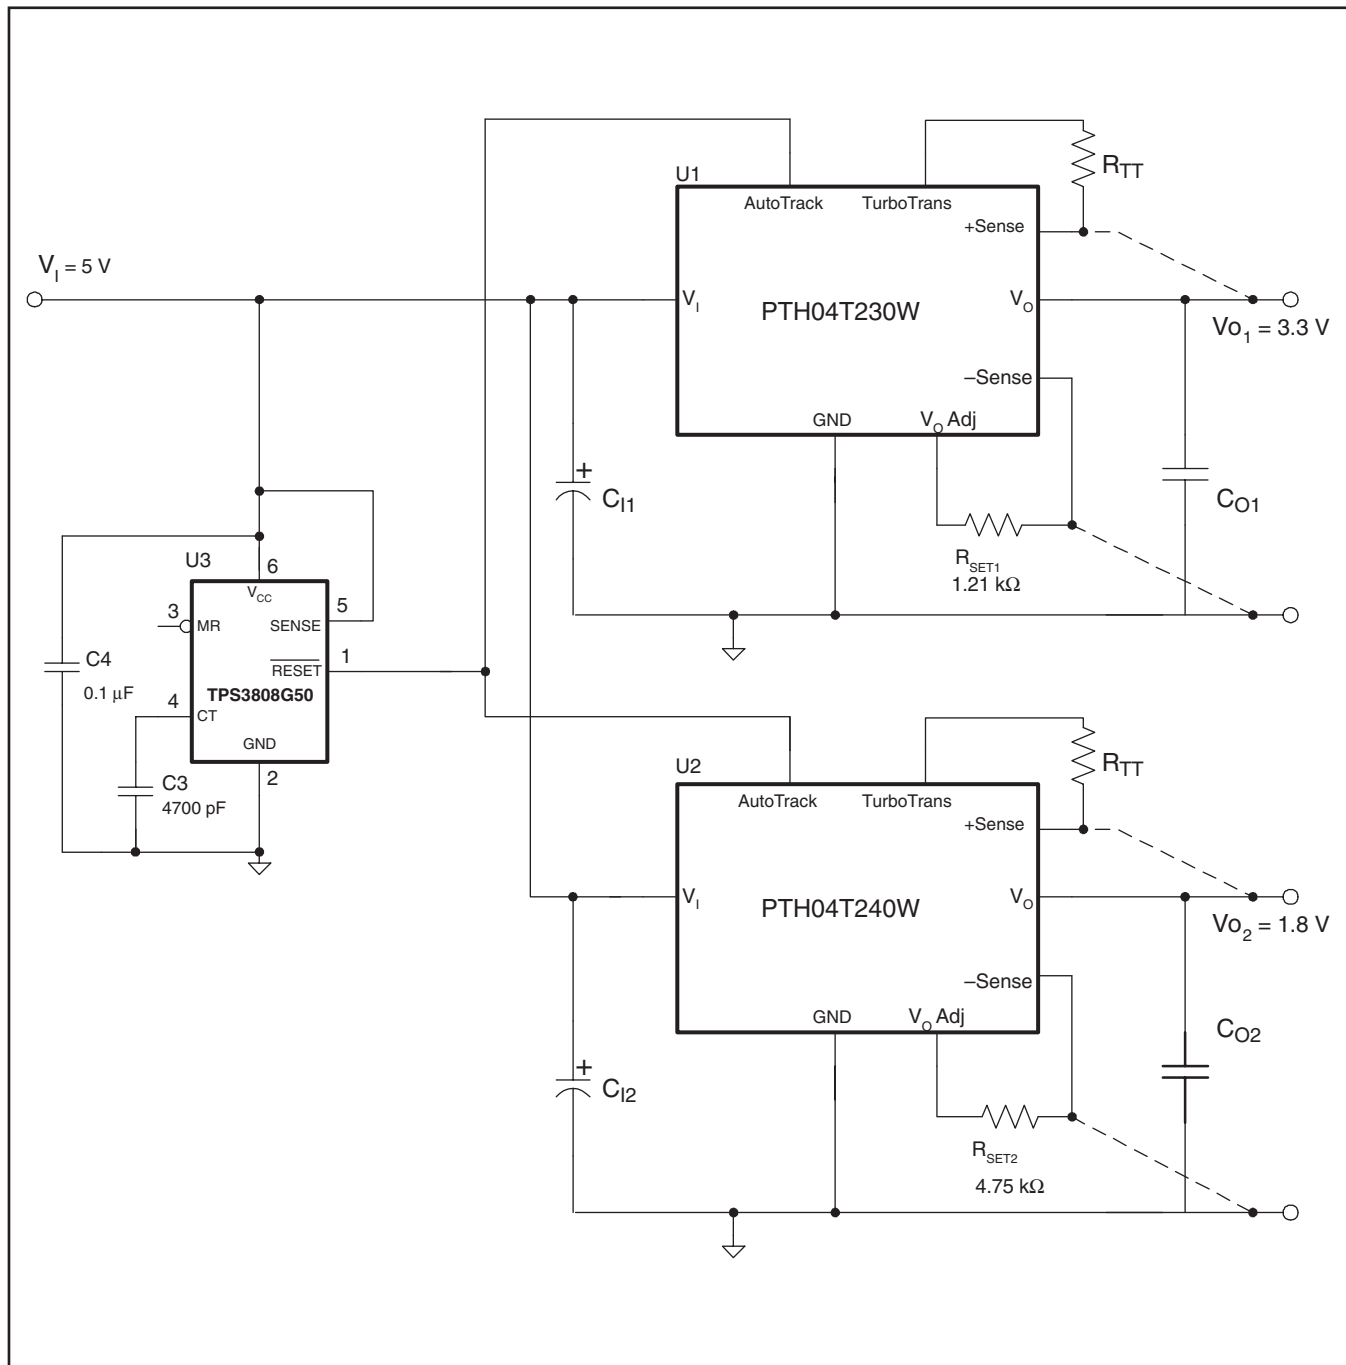 U1
AutoTrack
TurboTrans
R_TT
+Sense
V_I = 5 V
V_I
PTH04T230W
V_O
Vo_1 = 3.3 V
–Sense
GND
V_O Adj
+
C_I1
C_O1
R_SET1
1.21 kΩ
U3
6
V_CC
3
MR
5
SENSE
1
RESET
C4
0.1 μF
TPS3808G50
4
CT
GND
2
C3
4700 pF
U2
AutoTrack
TurboTrans
R_TT
+Sense
V_I
PTH04T240W
V_O
Vo_2 = 1.8 V
–Sense
GND
V_O Adj
+
C_I2
C_O2
R_SET2
4.75 kΩ